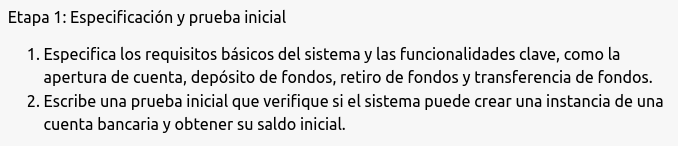 Etapa 1: Especificación y prueba inicial
1. Especifica los requisitos básicos del sistema y las funcionalidades clave, como la
apertura de cuenta, depósito de fondos, retiro de fondos y transferencia de fondos.
2. Escribe una prueba inicial que verifique si el sistema puede crear una instancia de una
cuenta bancaria y obtener su saldo inicial.